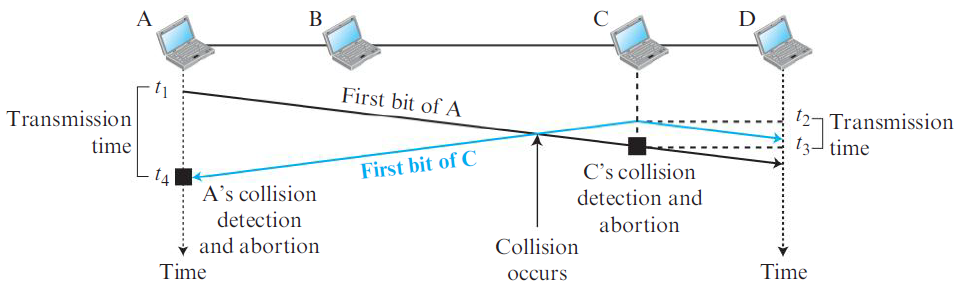 A
B
C
D
t1
First bit of A
Transmission
time
t2
Transmission
t3
time
t4
First bit of C
A's collision
detection
and abortion
C's collision
detection and
abortion
Collision
occurs
Time
Time